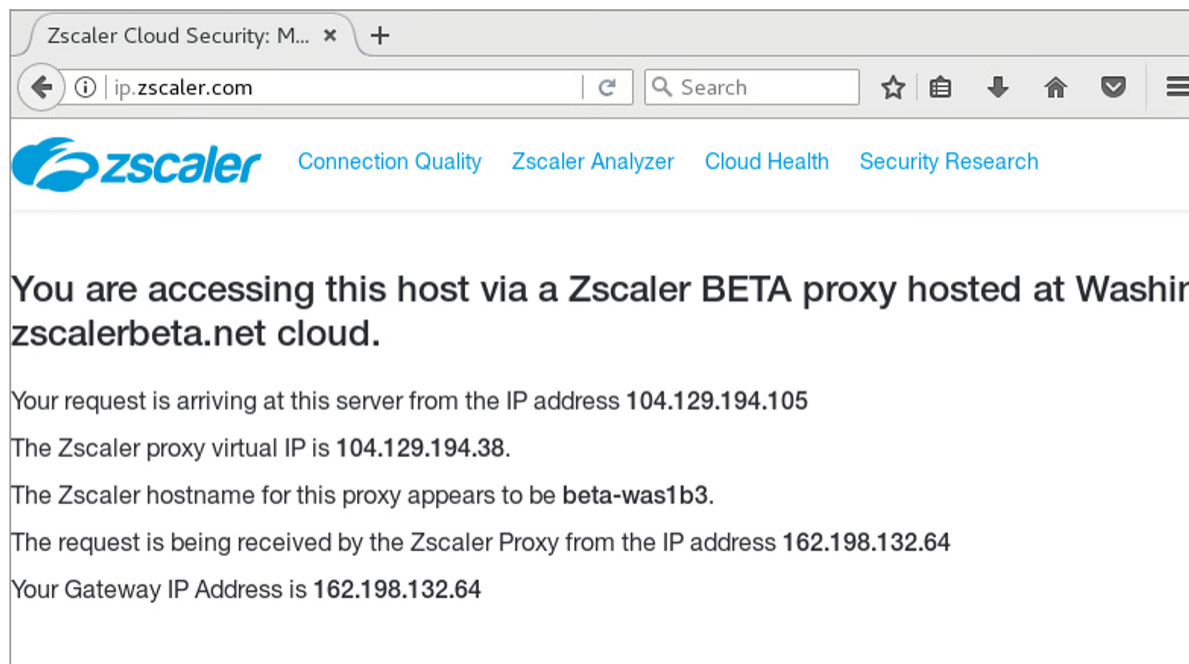 Zscaler Cloud Security: M...
ip.zscaler.com
Search
zscaler Connection Quality Zscaler Analyzer Cloud Health Security Research
You are accessing this host via a Zscaler BETA proxy hosted at
zscalerbeta.net cloud.
Your request is arriving at this server from the IP address 104.129.194.105
The Zscaler proxy virtual IP is 104.129.194.38.
The Zscaler hostname for this proxy appears to be beta-was1b3.
The request is being received by the Zscaler Proxy from the IP address 162.198.132.64
Your Gateway IP Address is 162.198.132.64